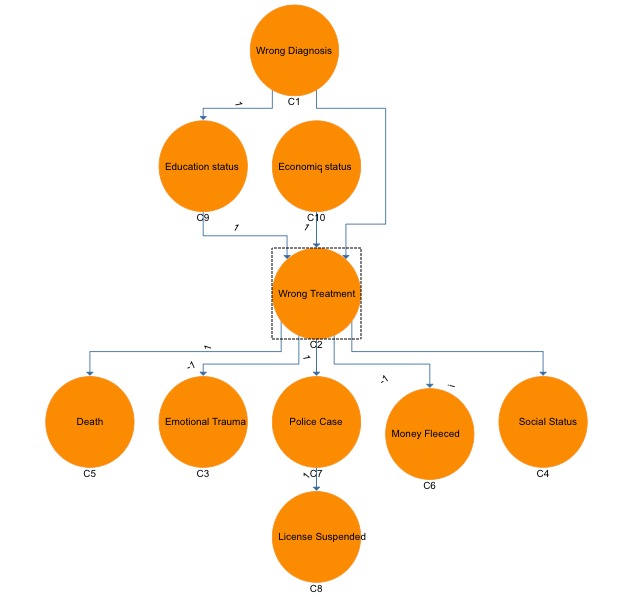 Wrong Diagnosis
C1
1
Education status
Economiq status
C9
C10
1
1
Wrong Treatment
C2
1
-1
1
-1
Death
Emotional Trauma
Police Case
Money Fleeced
Social Status
C5
C3
C7
C6
C4
1
License Suspended
C8